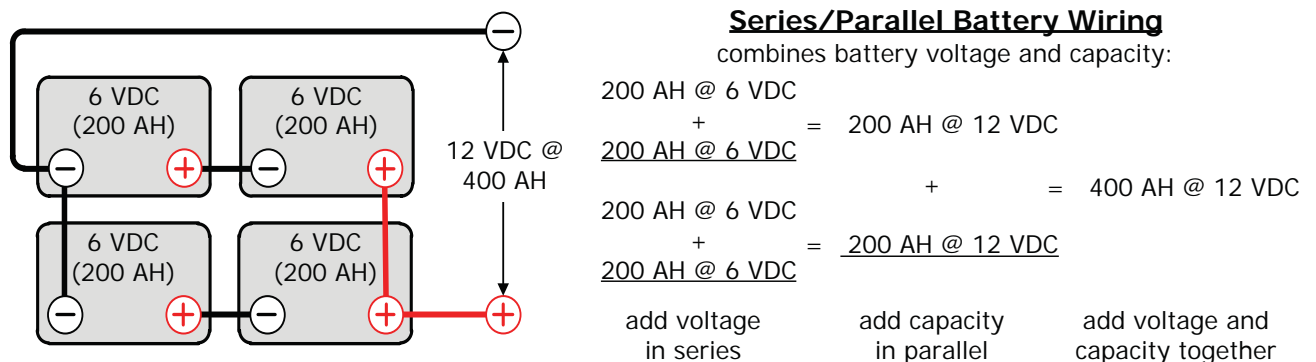 6 VDC
(200 AH)
6 VDC
(200 AH)
6 VDC
(200 AH)
6 VDC
(200 AH)
12 VDC @
400 AH
Series/Parallel Battery Wiring
combines battery voltage and capacity:
200 AH @ 6 VDC
+ = 200 AH @ 12 VDC
200 AH @ 6 VDC
+ = 400 AH @ 12 VDC
200 AH @ 6 VDC
+ = 200 AH @ 12 VDC
200 AH @ 6 VDC
add voltage
in series
add capacity
in parallel
add voltage and
capacity together